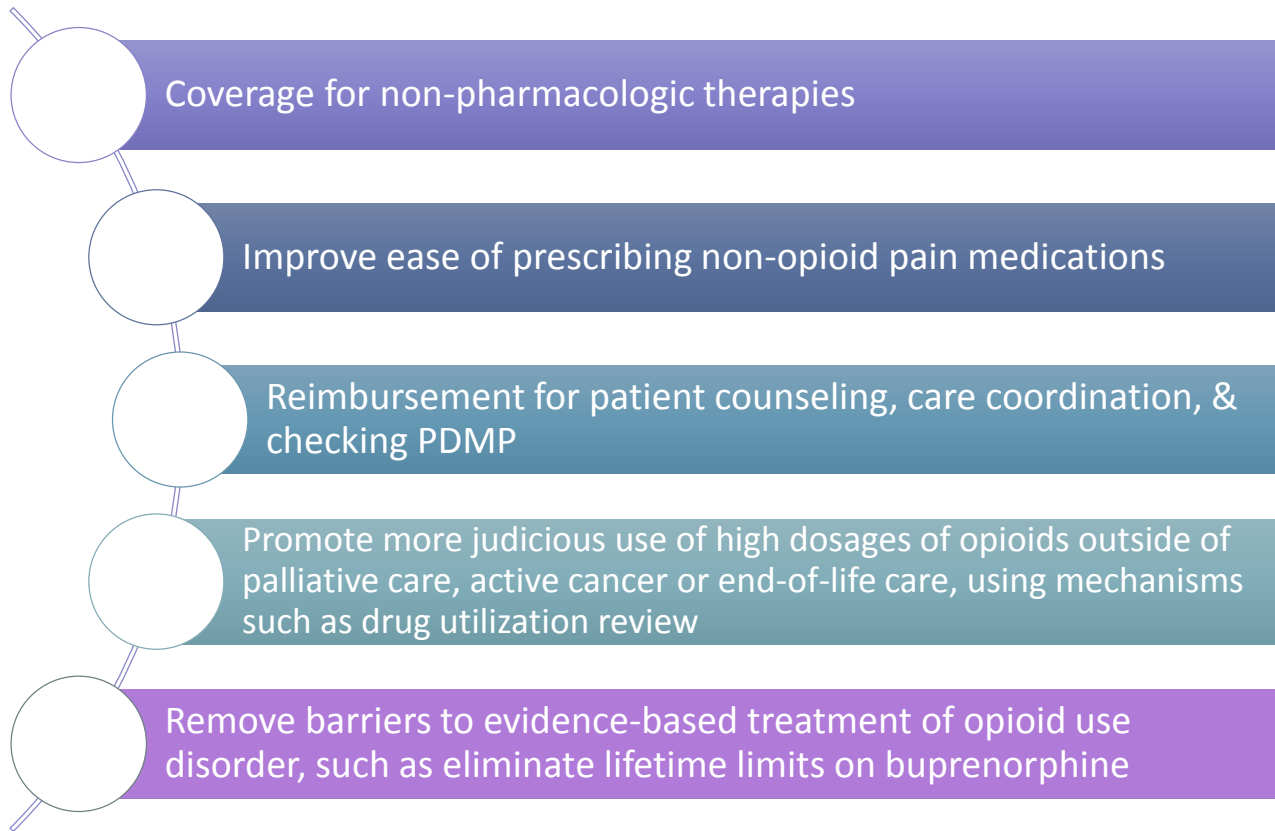 Coverage for non-pharmacologic therapies
Improve ease of prescribing non-opioid pain medications
Reimbursement for patient counseling, care coordination, &
checking PDMP
Promote more judicious use of high dosages of opioids outside of
palliative care, active cancer or end-of-life care, using mechanisms
such as drug utilization review
Remove barriers to evidence-based treatment of opioid use
disorder, such as eliminate lifetime limits on buprenorphine